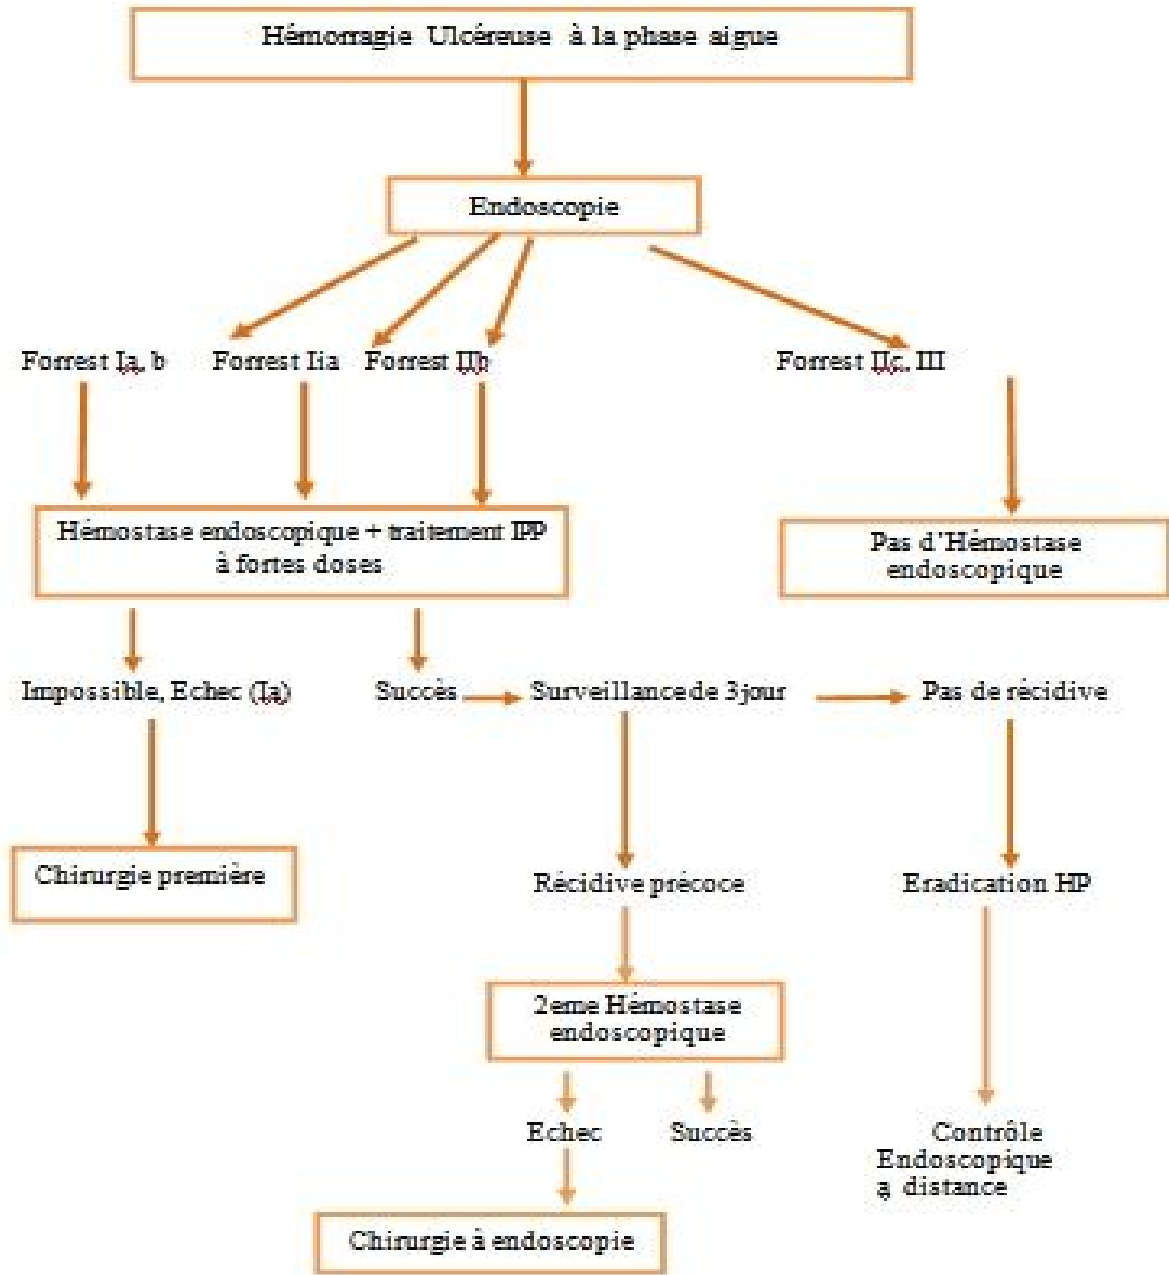 Hémorragie Ulcéreuse à la phase aigue
Endoscopie
Forrest Ia, b
Forrest Iia
Forrest IIb
Forrest IIc, III
Hémostase endoscopique + traitement IPP
à fortes doses
Pas d'Hémostase
endoscopique
Impossible, Echec (Ia)
Succès
Surveillance de 3jour
Pas de récidive
Chirurgie première
Récidive précoce
Eradication HP
2eme Hémostase
endoscopique
Echec
Succès
Contrôle
Endoscopique
a distance
Chirurgie à endoscopie